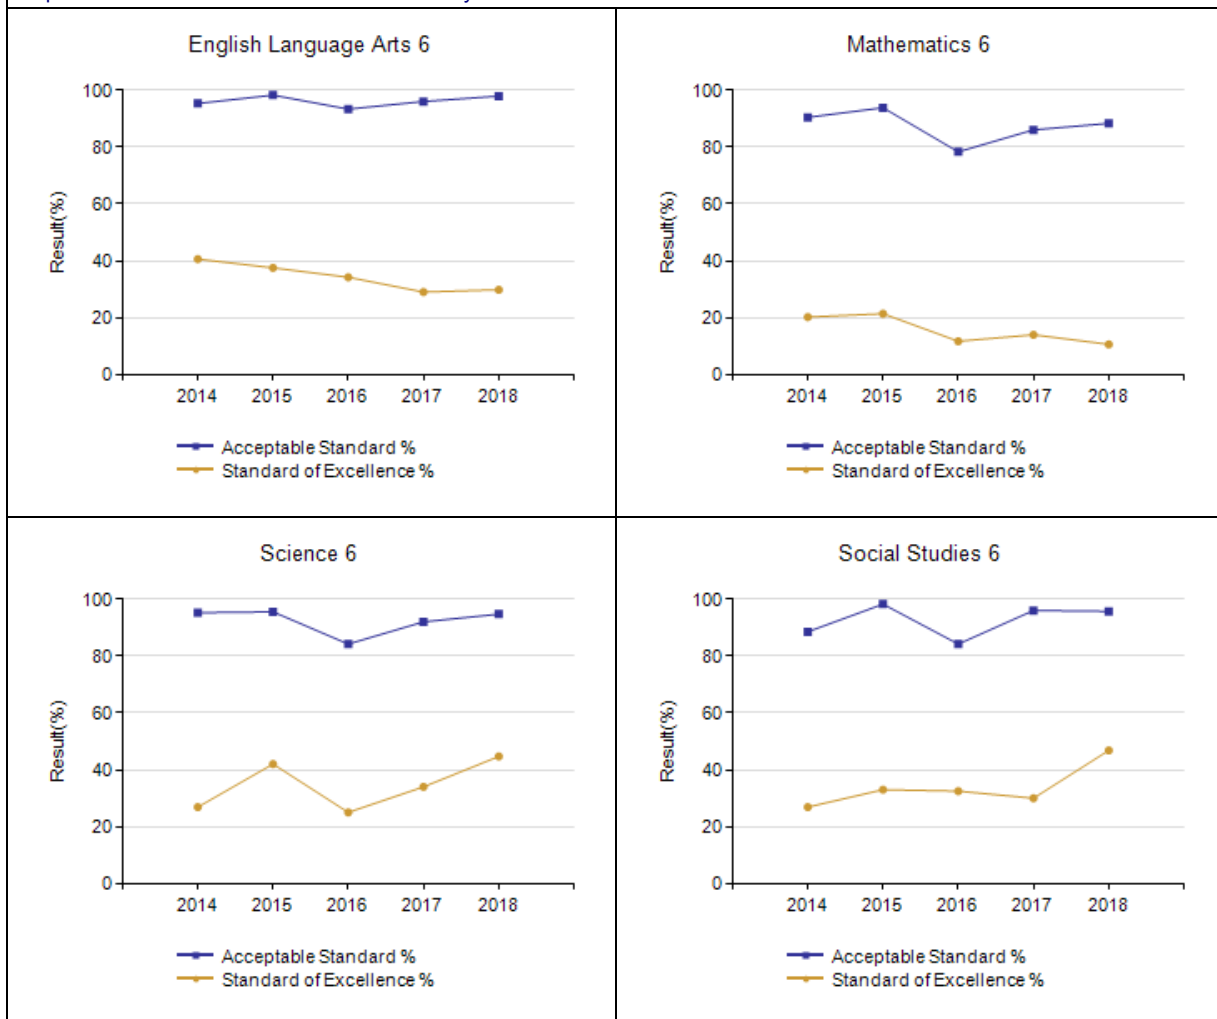 English Language Arts 6
100
80
60
40
20
0
Result(%)
2014 2015 2016 2017 2018
Acceptable Standard %
Standard of Excellence %
Mathematics 6
100
80
60
40
20
0
Result(%)
2014 2015 2016 2017 2018
Acceptable Standard %
Standard of Excellence %
Science 6
100
80
60
40
20
0
Result(%)
2014 2015 2016 2017 2018
Acceptable Standard %
Standard of Excellence %
Social Studies 6
100
80
60
40
20
0
Result(%)
2014 2015 2016 2017 2018
Acceptable Standard %
Standard of Excellence %